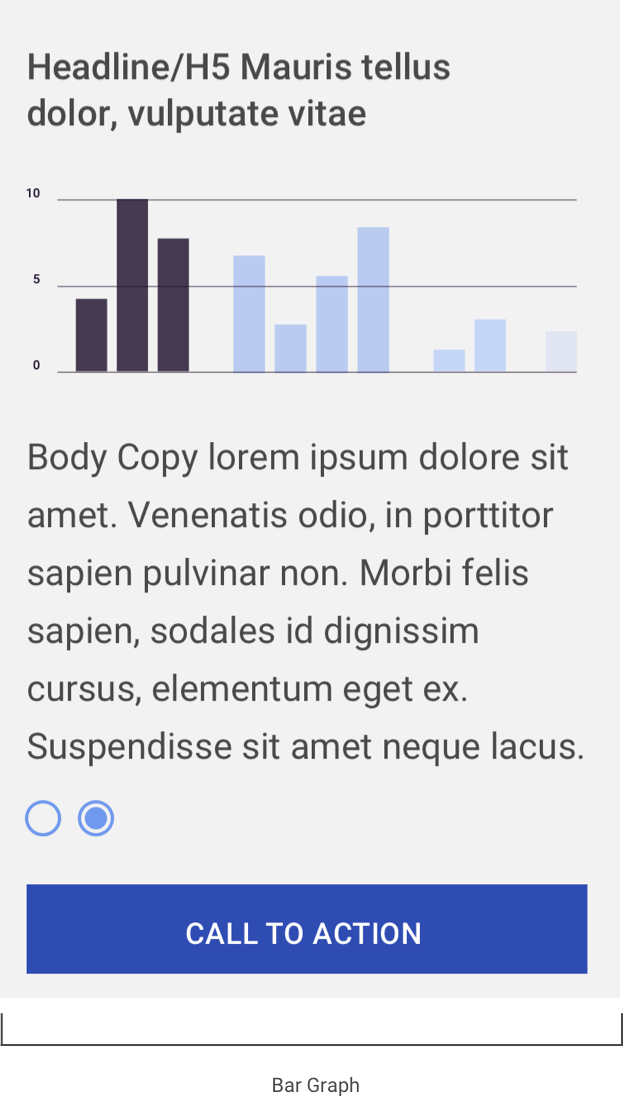 Headline/H5 Mauris tellus
dolor, vulputate vitae
10
5
0
Body Copy lorem ipsum dolore sit
amet. Venenatis odio, in porttitor
sapien pulvinar non. Morbi felis
sapien, sodales id dignissim
cursus, elementum eget ex.
Suspendisse sit amet neque lacus.
CALL TO ACTION
Bar Graph